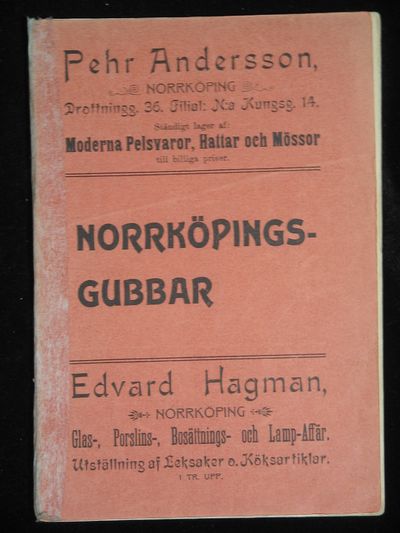 Pehr Andersson,
NORRKÖPING
Drottningg. 36. Filial: N:a Kungsg. 14.
Ständigt lager af:
Moderna Pelsvaror, Hattar och Mössor
till billiga priser.
NORRKÖPINGS-
GUBBAR
Edvard Hagman,
NORRKÖPING
Glas-, Porslins-, Bosättnings- och Lamp-Affär.
Utställning af Leksaker o. Köksartiklar.
1 TR. UPP.